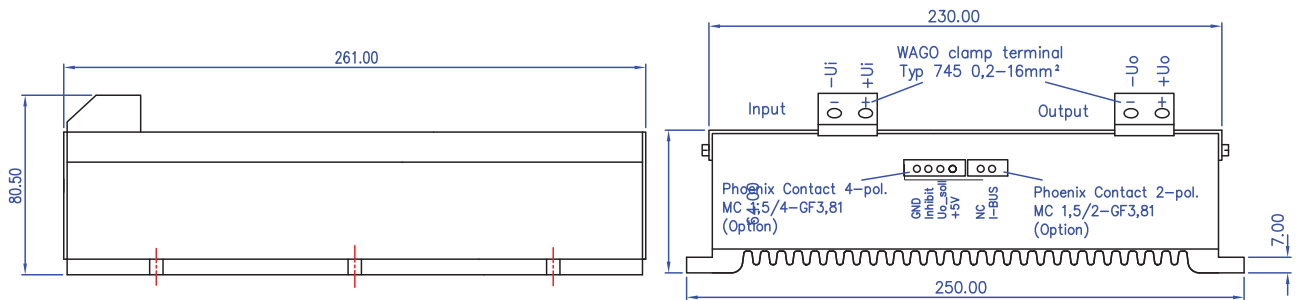 261.00
80.50
230.00
WAGO clamp terminal
Typ 745 0,2-16mm²
-Ui
+Ui
-Uo
+Uo
Input
Output
- +
- +
Phoenix Contact 4-pol.
MC 1,5/4-GF3,81
(Option)
64.00
GND
Inhibit
Uo_soll
+5V
NC
I-BUS
Phoenix Contact 2-pol.
MC 1,5/2-GF3,81
(Option)
7.00
250.00